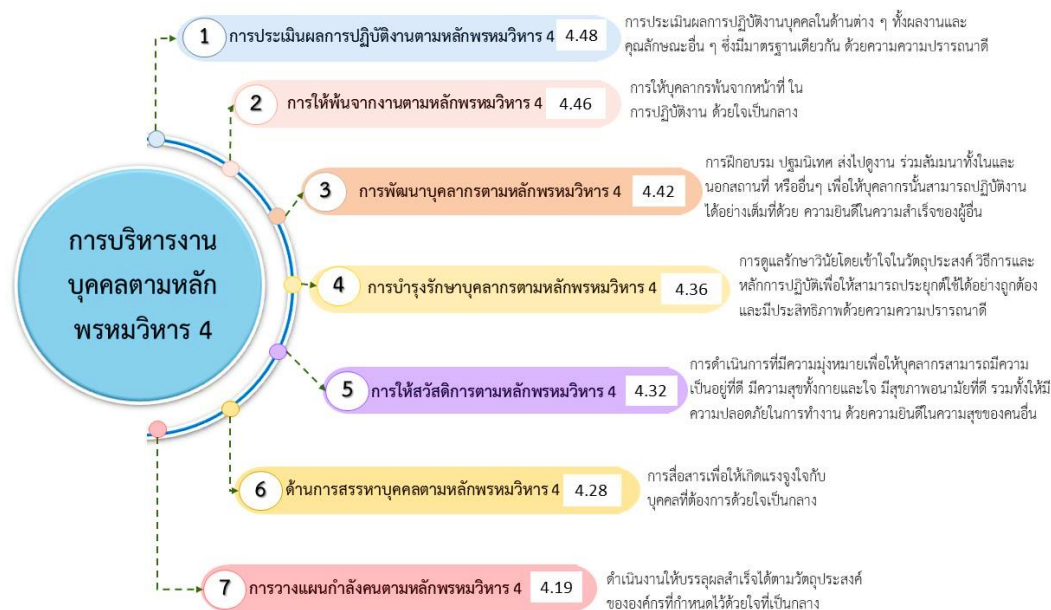 การบริหารงาน
บุคคลตามหลัก
พรหมวิหาร 4
1 การประเมินผลการปฏิบัติงานตามหลักพรหมวิหาร 4 4.48
การประเมินผลการปฏิบัติงานบุคคลในด้านต่าง ๆ ทั้งผลงานและ
คุณลักษณะอื่น ๆ ซึ่งมีมาตรฐานเดียวกัน ด้วยความความปรารถนาดี
2 การให้พ้นจากงานตามหลักพรหมวิหาร 4 4.46
การให้บุคลากรพ้นจากหน้าที่ ใน
การปฏิบัติงาน ด้วยใจเป็นกลาง
3 การพัฒนาบุคลากรตามหลักพรหมวิหาร 4 4.42
การฝึกอบรม ปฐมนิเทศ ส่งไปดูงาน ร่วมสัมมนาทั้งในและ
นอกสถานที่ หรืออื่นๆ เพื่อให้บุคลากรนั้นสามารถปฏิบัติงาน
ได้อย่างเต็มที่ด้วย ความยินดีในความสำเร็จของผู้อื่น
4 การบำรุงรักษาบุคลากรตามหลักพรหมวิหาร 4 4.36
การดูแลรักษาวินัยโดยเข้าใจในวัตถุประสงค์ วิธีการและ
หลักการปฏิบัติเพื่อให้สามารถประยุกต์ใช้ได้อย่างถูกต้อง
และมีประสิทธิภาพด้วยความความปรารถนาดี
5 การให้สวัสดิการตามหลักพรหมวิหาร 4 4.32
การดำเนินการที่มีความมุ่งหมายเพื่อให้บุคลากรสามารถมีความ
เป็นอยู่ที่ดี มีความสุขทั้งกายและใจ มีสุขภาพอนามัยที่ดี รวมทั้งให้มี
ความปลอดภัยในการทำงาน ด้วยความยินดีในความสุขของคนอื่น
6 ด้านการสรรหาบุคคลตามหลักพรหมวิหาร 4 4.28
การสื่อสารเพื่อให้เกิดแรงจูงใจกับ
บุคคลที่ต้องการด้วยใจเป็นกลาง
7 การวางแผนกำลังคนตามหลักพรหมวิหาร 4 4.19
ดำเนินงานให้บรรลุผลสำเร็จได้ตามวัตถุประสงค์
ขององค์กรที่กำหนดไว้ด้วยใจที่เป็นกลาง